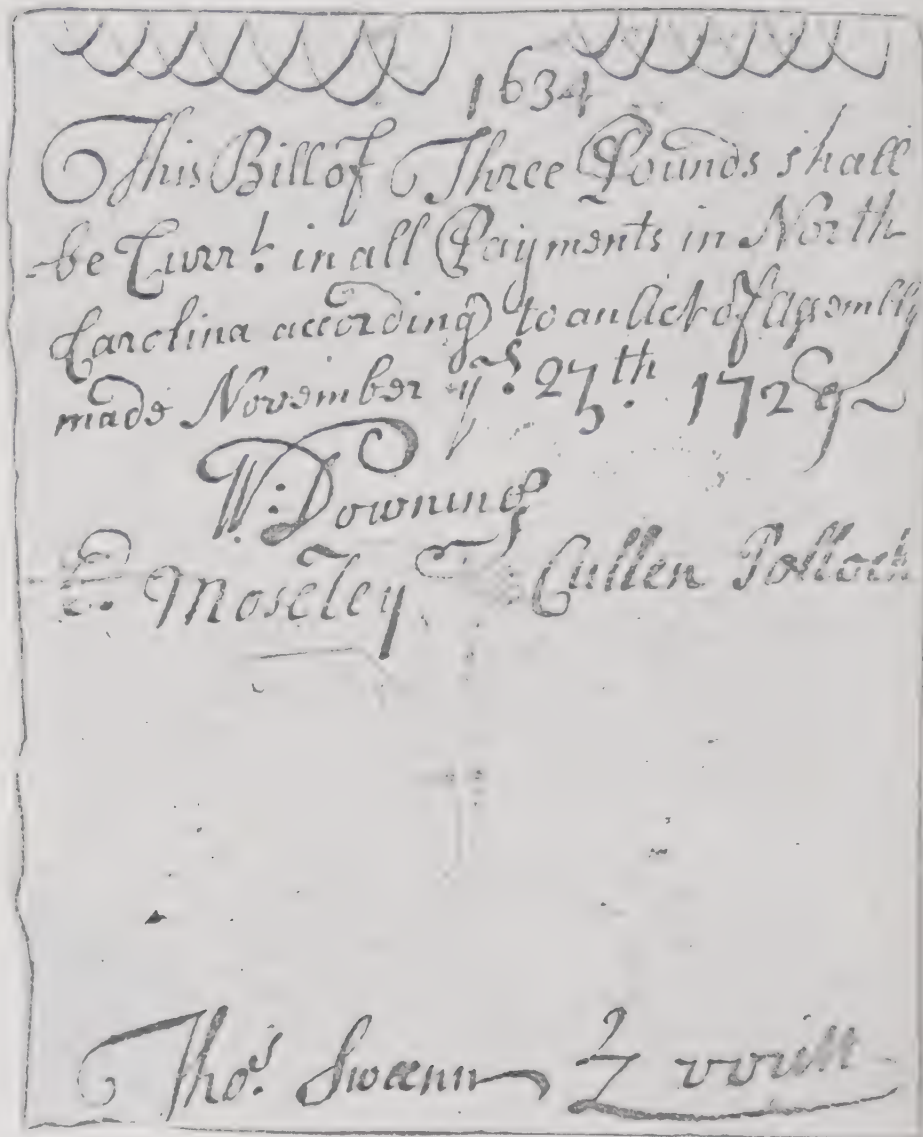 1634
This Bill of Three Pounds shall
be Curr.t in all Payments in North
Carolina according to an Act of Assembly
made November ye. 27th. 1729
W: Downing
E. Moseley Cullen Pollock
Thos. Swann